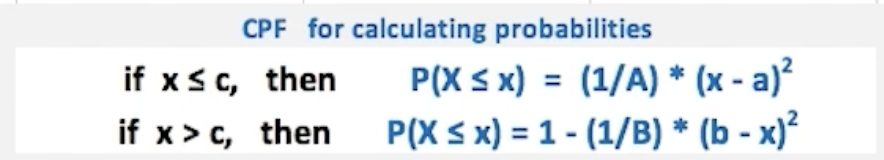 CPF for calculating probabilities
if x ≤ c, then P(X ≤ x) = (1/A) * (x - a)²
if x > c, then P(X ≤ x) = 1 - (1/B) * (b - x)²